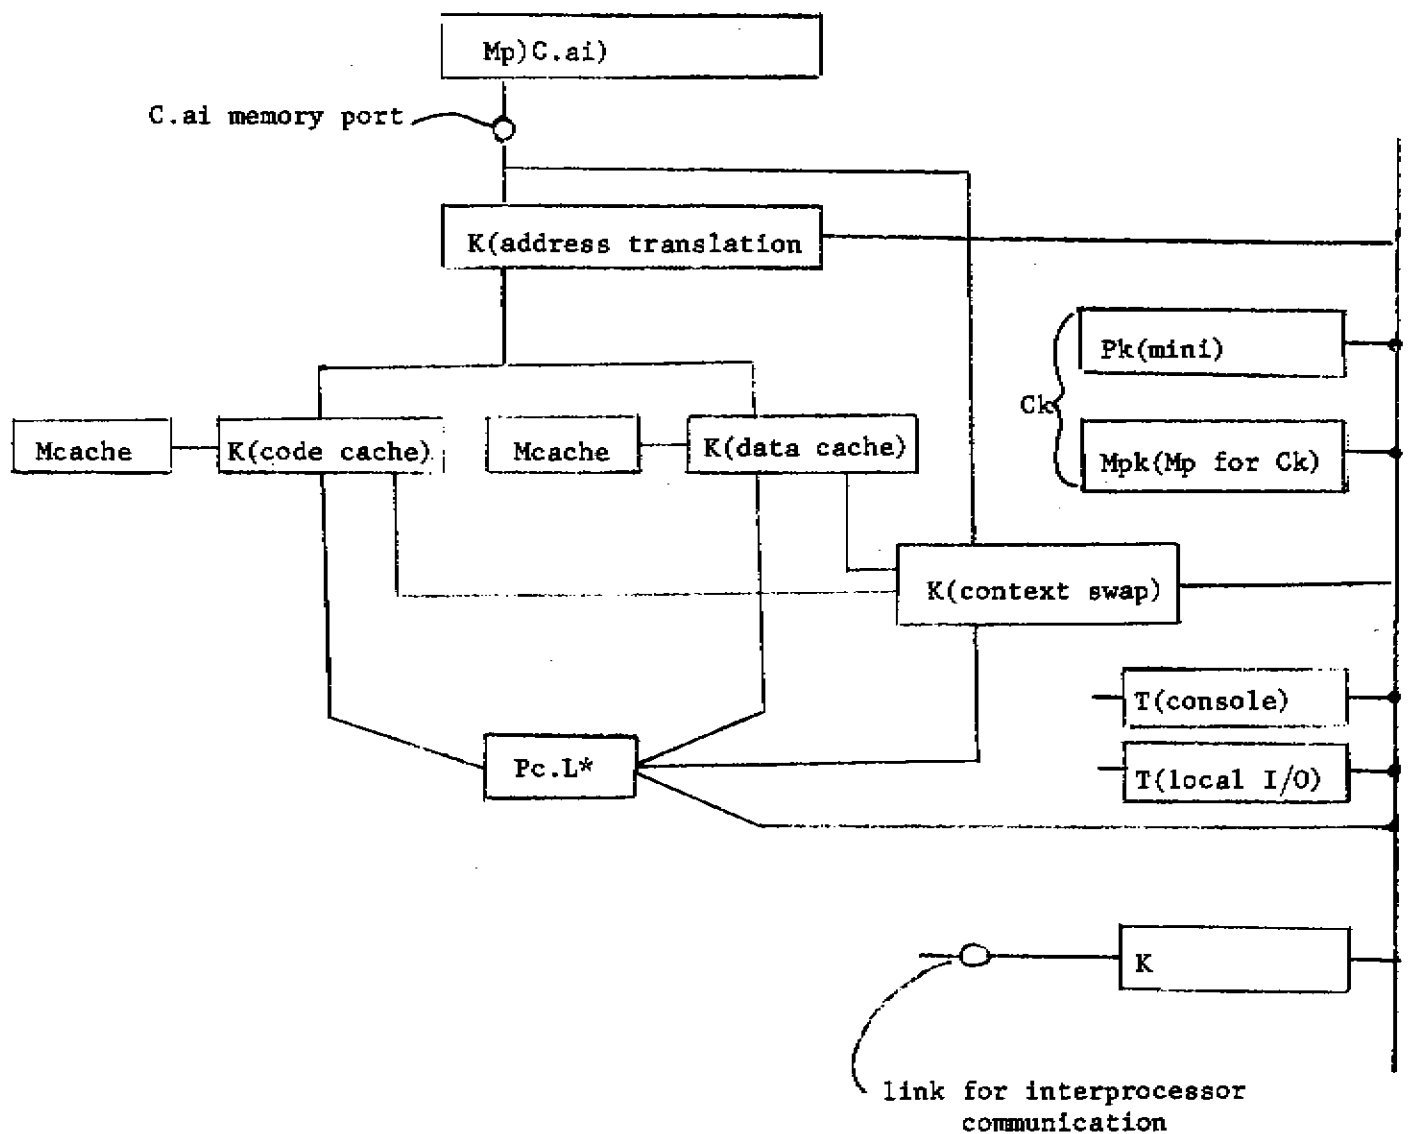 Mp)C.ai)
C.ai memory port
K(address translation
Pk(mini)
Ck
Mcache
K(code cache)
Mcache
K(data cache)
Mpk(Mp for Ck)
K(context swap)
T(console)
Pc.L*
T(local I/O)
K
link for interprocessor
communication